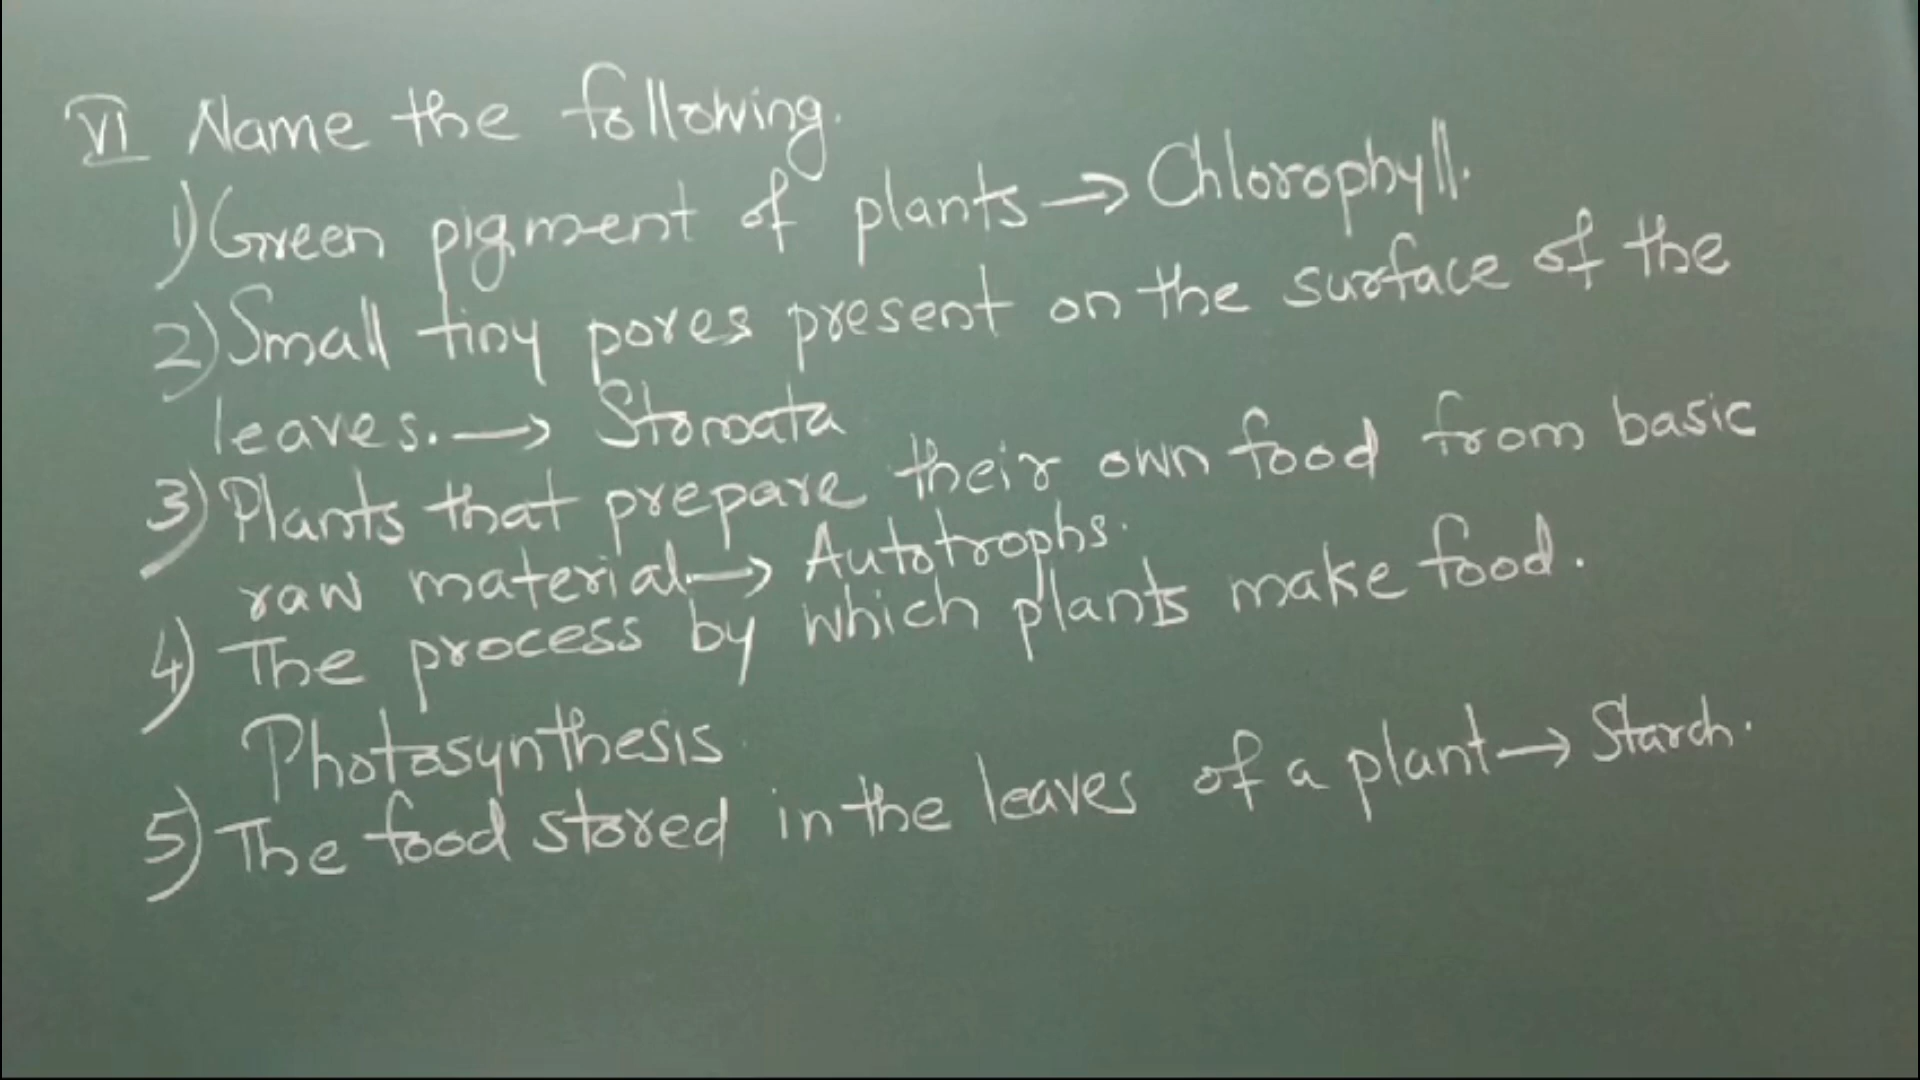 VI Name the following.
1) Green pigment of plants → Chlorophyll.
2) Small tiny pores present on the surface of the
leaves. → Stomata
3) Plants that prepare their own food from basic
raw material. → Autotrophs.
4) The process by which plants make food.
Photosynthesis
5) The food stored in the leaves of a plant → Starch.